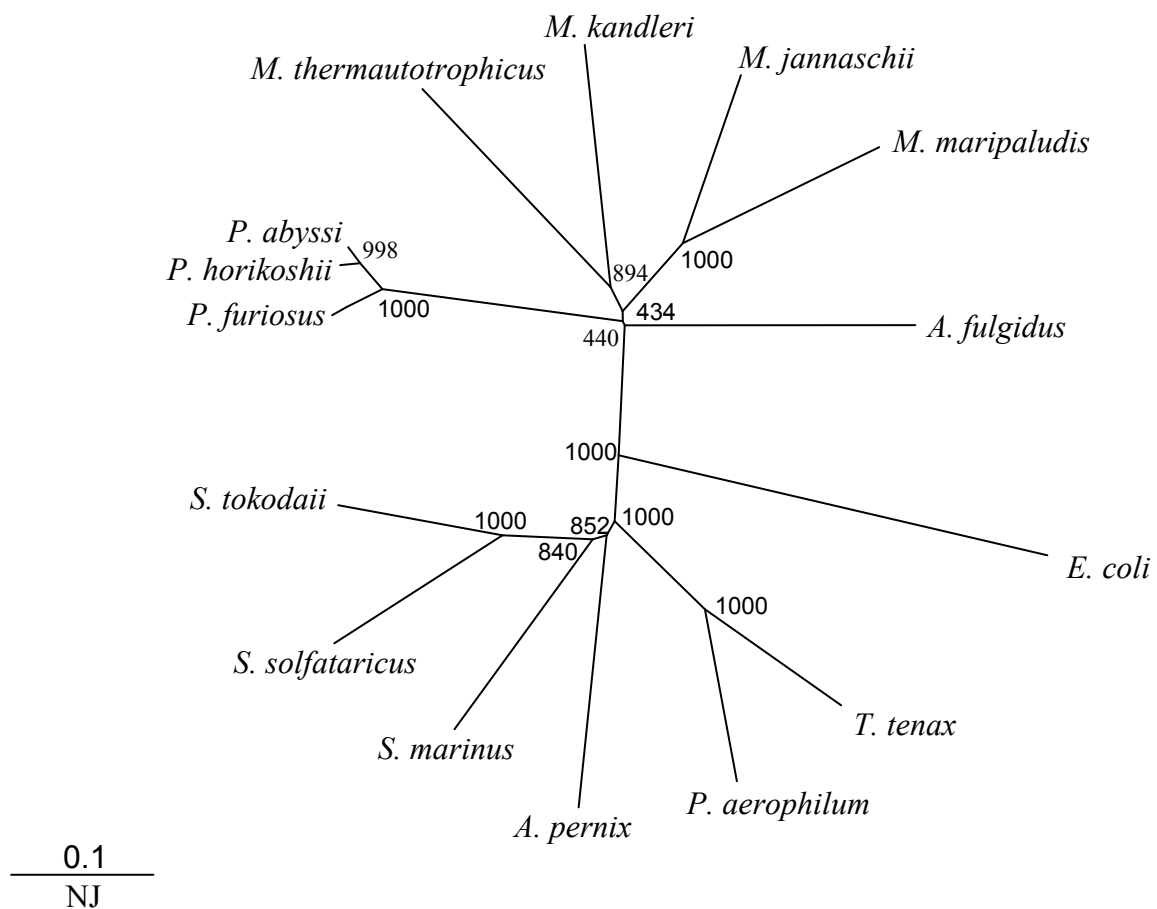 M. kandleri
M. jannaschii
M. thermautotrophicus
M. maripaludis
P. abyssi
998
P. horikoshii
894
1000
P. furiosus
1000
434
A. fulgidus
440
1000
S. tokodaii
1000
852
1000
840
E. coli
1000
S. solfataricus
T. tenax
S. marinus
P. aerophilum
A. pernix
0.1
NJ